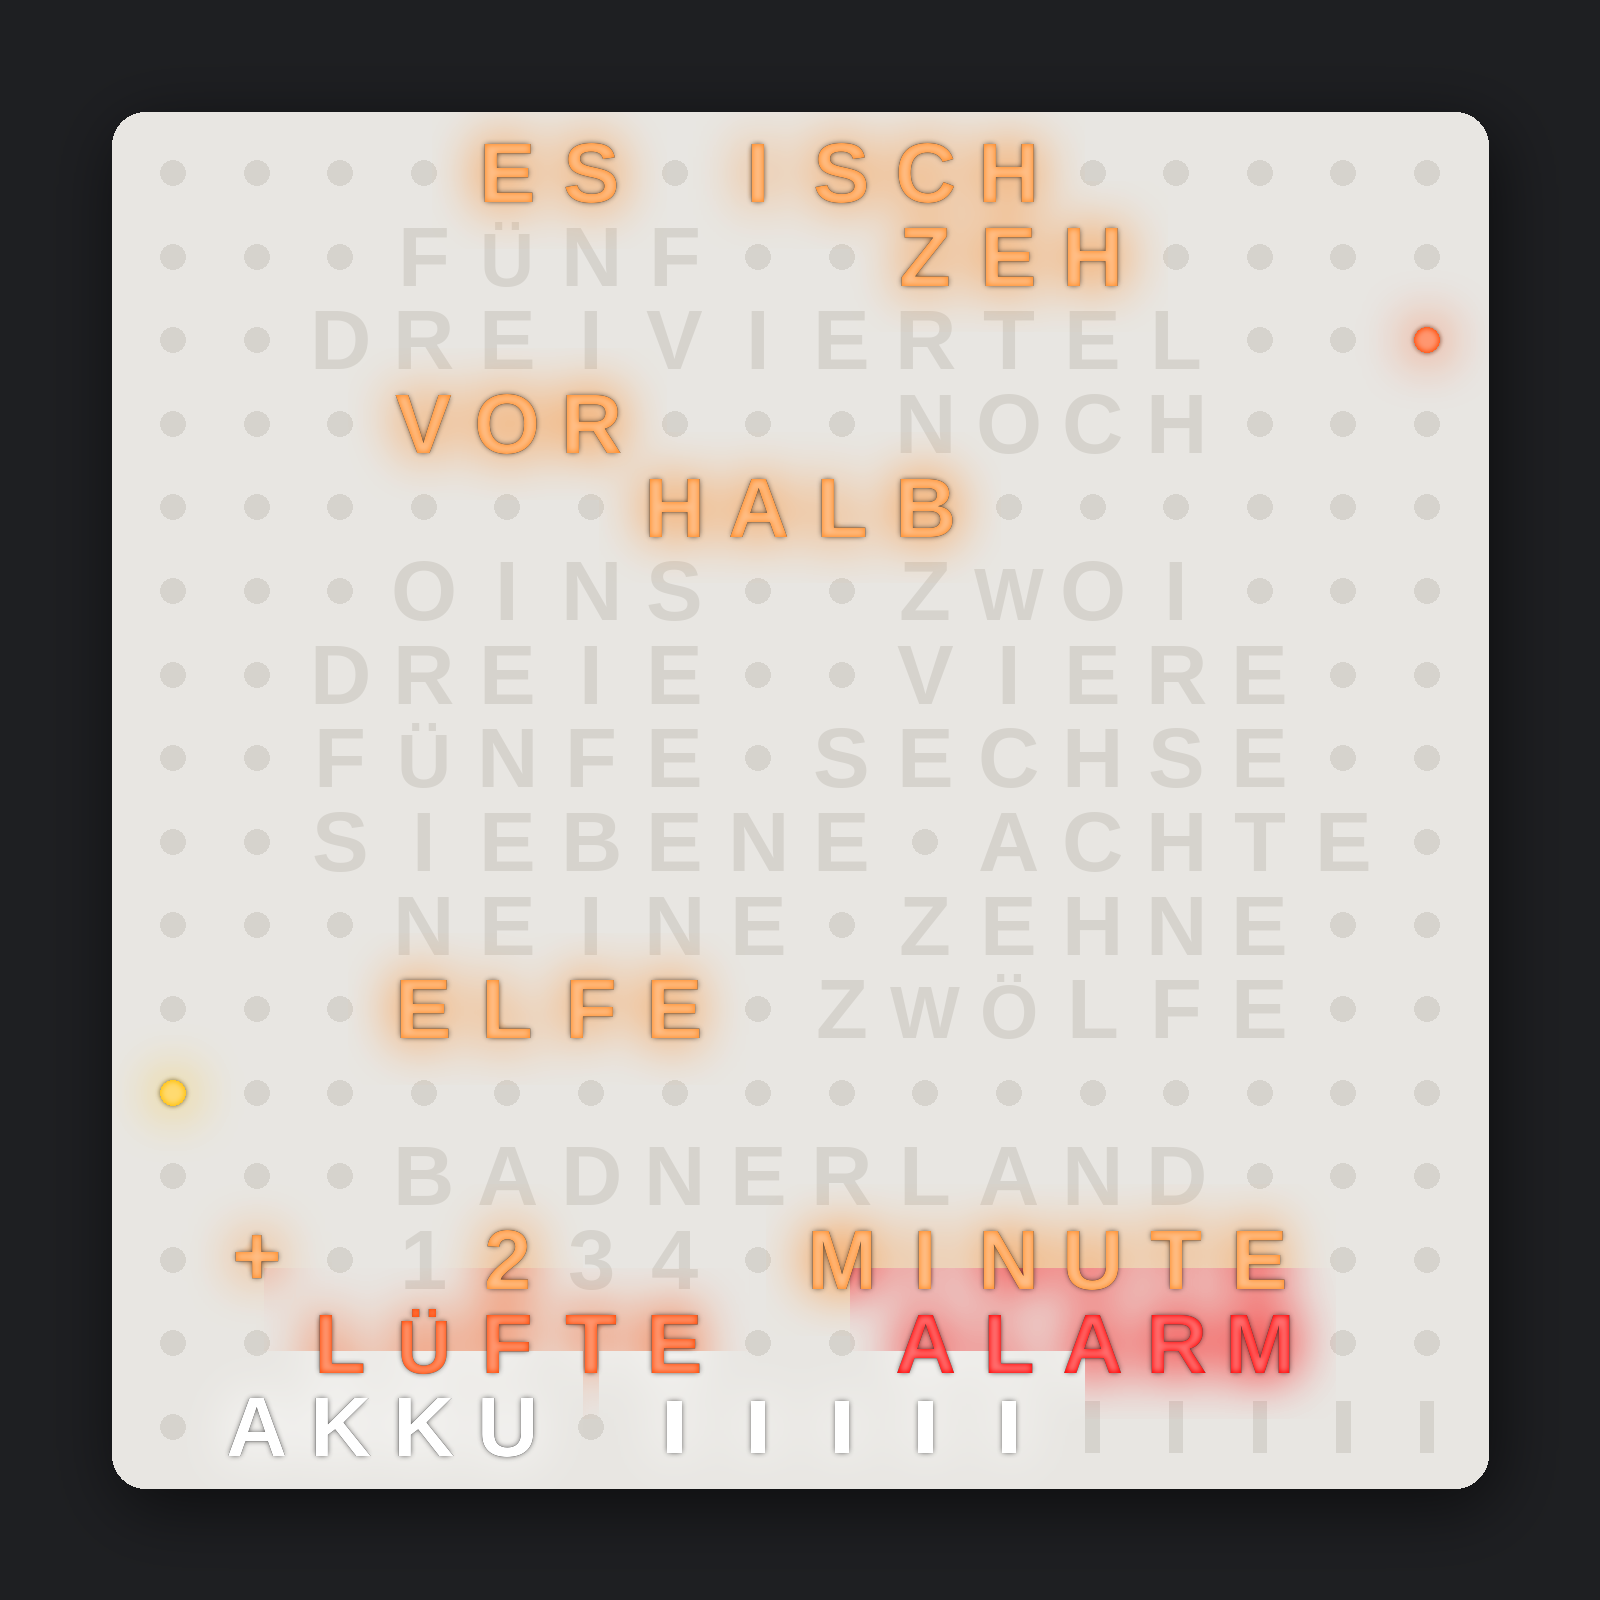 ES ISCH
FÜNF ZEH
DREIVIERTEL
VOR NOCH
HALB
OINS ZWOI
DREIE VIERE
FÜNFE SECHSE
SIEBENE ACHTE
NEINE ZEHNE
ELFE ZWÖLFE
BADNERLAND
+ 1 2 3 4 MINUTE
LÜFTE ALARM
AKKU I I I I I I I I I I